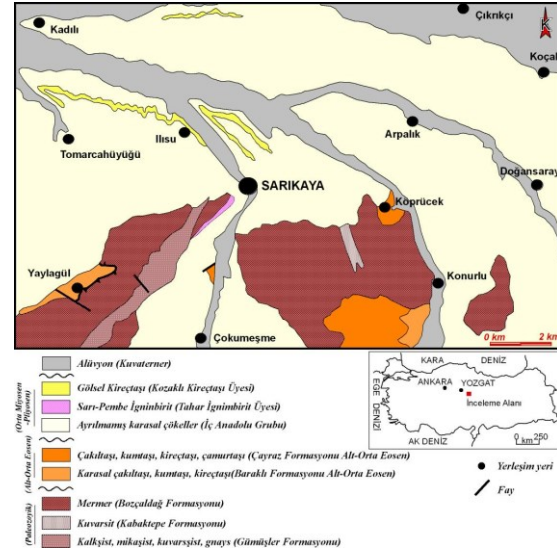 Kadılı
Çıkrıkçı
K
Koçak
Ilısu
Arpalık
Tomarcahüyüğü
Doğansaray
SARIKAYA
Köprücek
Yaylagül
Konurlu
Çokumeşme
0 km 2 km
Alüvyon (Kuvaterner)
(Orta Miyosen -Pliyosen)
Gölsel Kireçtaşı (Kozaklı Kireçtaşı Üyesi)
Sarı-Pembe İgninbirit (Tahar İgnimbirit Üyesi)
Ayrılmamış karasal çökeller (İç Anadolu Grubu)
(Alt-Orta Eosen)
Çakıltaşı, kumtaşı, kireçtaşı, çamurtaşı (Çayraz Formasyonu Alt-Orta Eosen)
Karasal çakıltaşı, kumtaşı, kireçtaşı(Baraklı Formasyonu Alt-Orta Eosen)
(Paleozoyik)
Mermer (Bozçaldağ Formasyonu)
Kuvarsit (Kabaktepe Formasyonu)
Kalkşist, mikaşist, kuvarsşist, gnays (Gümüşler Formasyonu)
KARA DENİZ
ANKARA YOZGAT
İnceleme Alanı
EGE DENİZİ
AK DENİZ
0 km 250
Yerleşim yeri
Fay